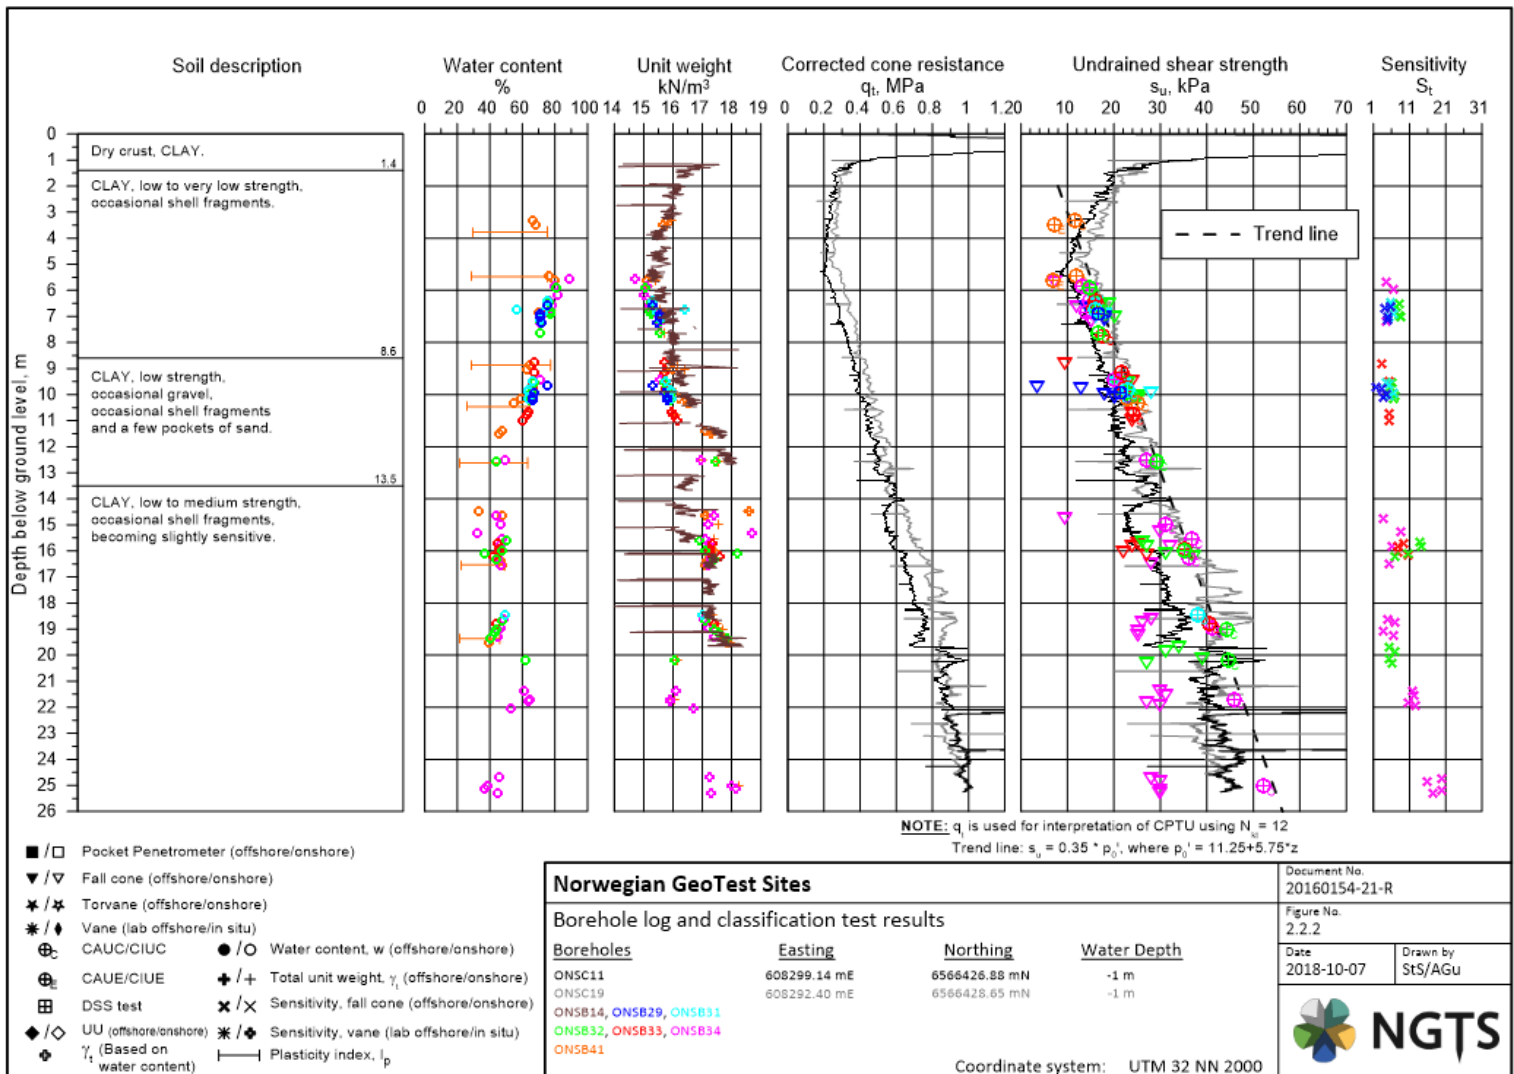 Soil description
Water content
%
Unit weight
kN/m³
Corrected cone resistance
qt, MPa
Undrained shear strength
su, kPa
Sensitivity
St
0 20 40 60 80 100
14 15 16 17 18 19
0 0.2 0.4 0.6 0.8 1 1.20
10 20 30 40 50 60 70
1 11 21 31
Depth below ground level, m
0
1
2
3
4
5
6
7
8
9
10
11
12
13
14
15
16
17
18
19
20
21
22
23
24
25
26
Dry crust, CLAY.
1.4
CLAY, low to very low strength,
occasional shell fragments.
8.6
CLAY, low strength,
occasional gravel,
occasional shell fragments
and a few pockets of sand.
13.5
CLAY, low to medium strength,
occasional shell fragments,
becoming slightly sensitive.
Trend line
NOTE: qt is used for interpretation of CPTU using Nkt = 12
Trend line: su = 0.35 * p0', where p0' = 11.25+5.75*z
Pocket Penetrometer (offshore/onshore)
Fall cone (offshore/onshore)
Torvane (offshore/onshore)
Vane (lab offshore/in situ)
CAUC/CIUC
Water content, w (offshore/onshore)
CAUE/CIUE
Total unit weight, γt (offshore/onshore)
DSS test
Sensitivity, fall cone (offshore/onshore)
UU (offshore/onshore)
Sensitivity, vane (lab offshore/in situ)
γt (Based on
water content)
Plasticity index, Ip
Norwegian GeoTest Sites
Borehole log and classification test results
Boreholes Easting Northing Water Depth
ONSC11 608299.14 mE 6566426.88 mN -1 m
ONSC19 608292.40 mE 6566428.65 mN -1 m
ONSB14, ONSB29, ONSB31
ONSB32, ONSB33, ONSB34
ONSB41
Coordinate system: UTM 32 NN 2000
Document No.
20160154-21-R
Figure No.
2.2.2
Date
2018-10-07
Drawn by
StS/AGu
NGTS